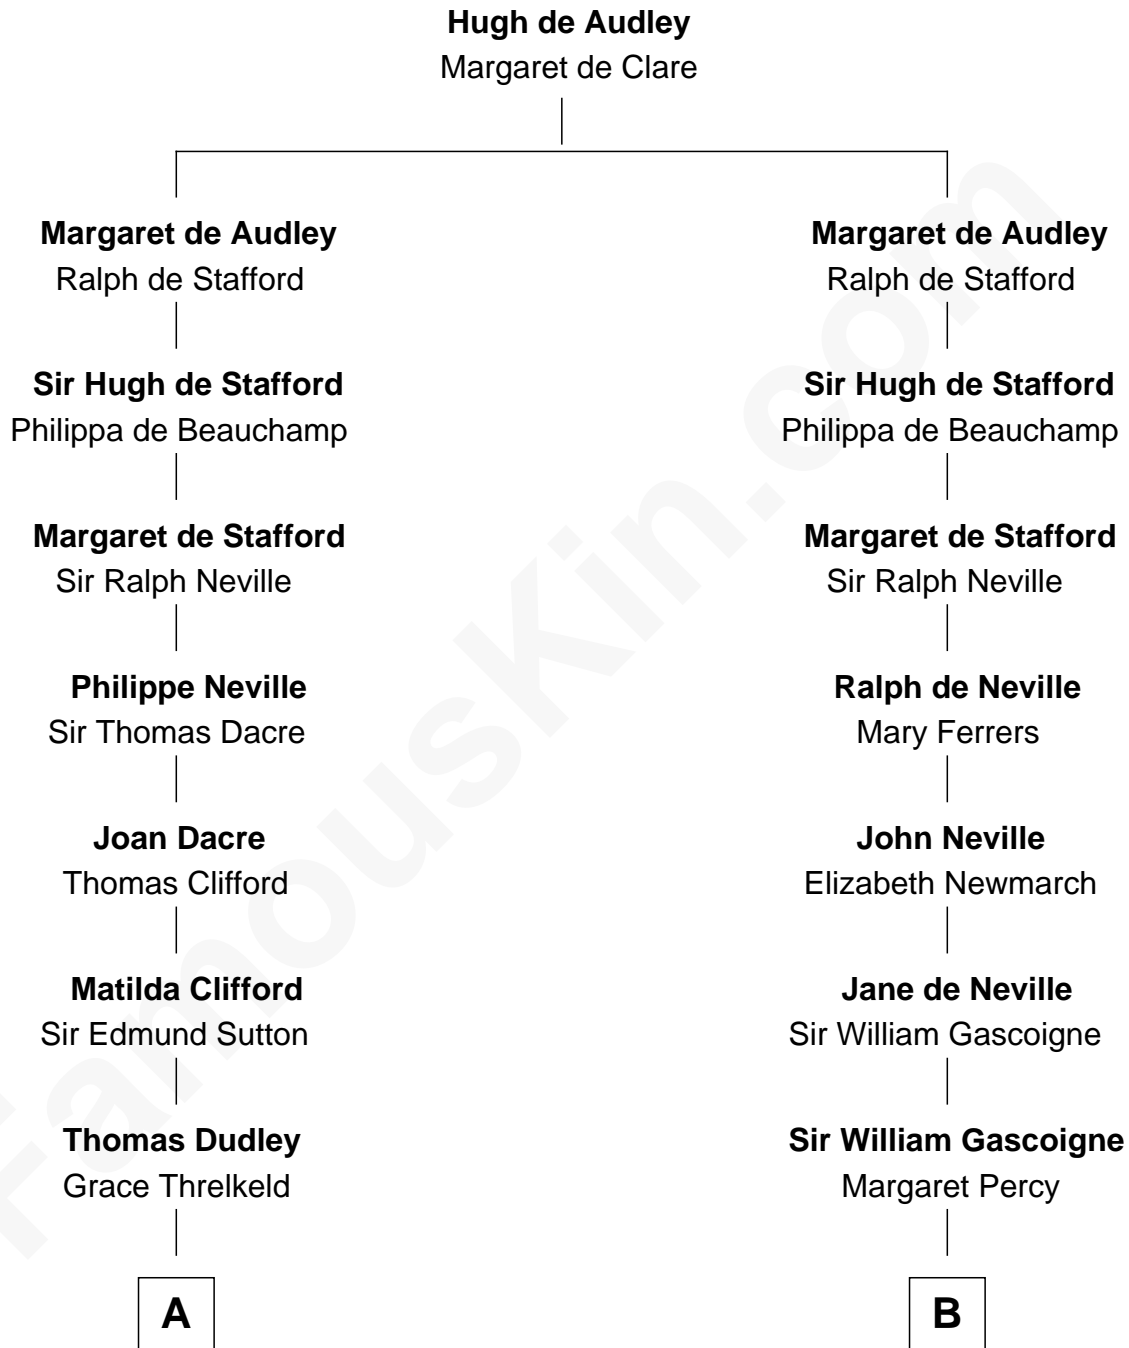 Hugh de Audley
Margaret de Clare
Margaret de Audley
Ralph de Stafford
Margaret de Audley
Ralph de Stafford
Sir Hugh de Stafford
Philippa de Beauchamp
Sir Hugh de Stafford
Philippa de Beauchamp
Margaret de Stafford
Sir Ralph Neville
Margaret de Stafford
Sir Ralph Neville
Philippe Neville
Sir Thomas Dacre
Ralph de Neville
Mary Ferrers
Joan Dacre
Thomas Clifford
John Neville
Elizabeth Newmarch
Matilda Clifford
Sir Edmund Sutton
Jane de Neville
Sir William Gascoigne
Thomas Dudley
Grace Threlkeld
Sir William Gascoigne
Margaret Percy
A
B
FamousKin.com